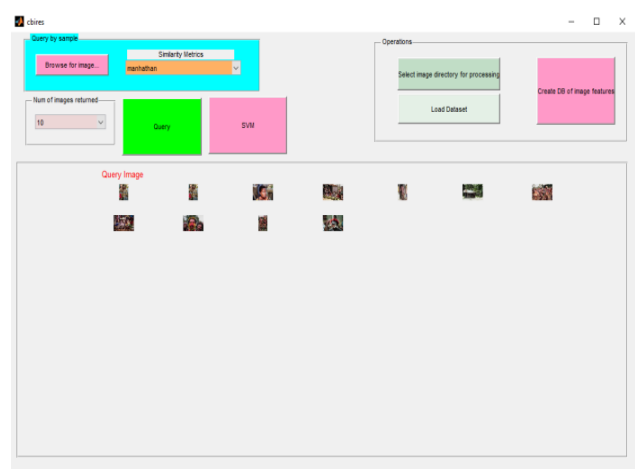 cbires
Query by sample
Browse for image...
Similarity Metrics
manhathan
Num of images returned
10
Query
SVM
Operations
Select image directory for processing
Load Dataset
Create DB of image features
Query Image